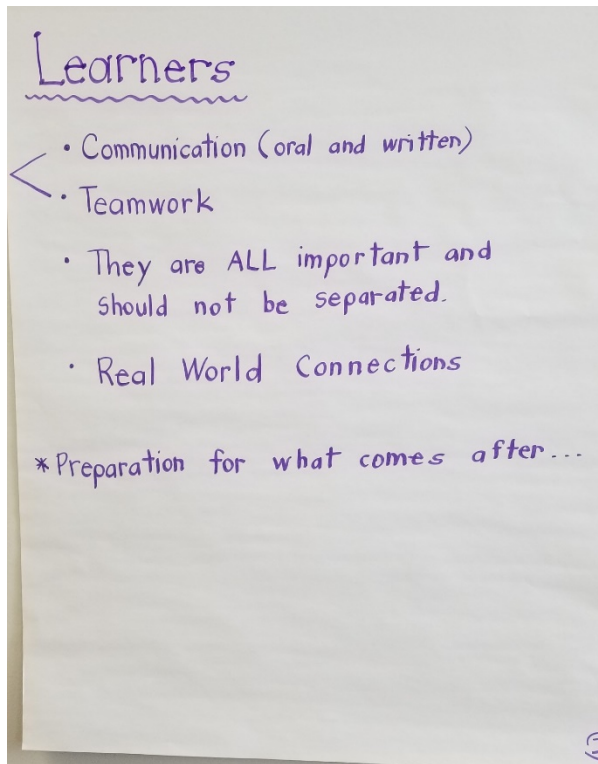 Learners
• Communication (oral and written)
• Teamwork
• They are ALL important and
should not be separated.
• Real World Connections
* Preparation for what comes after...